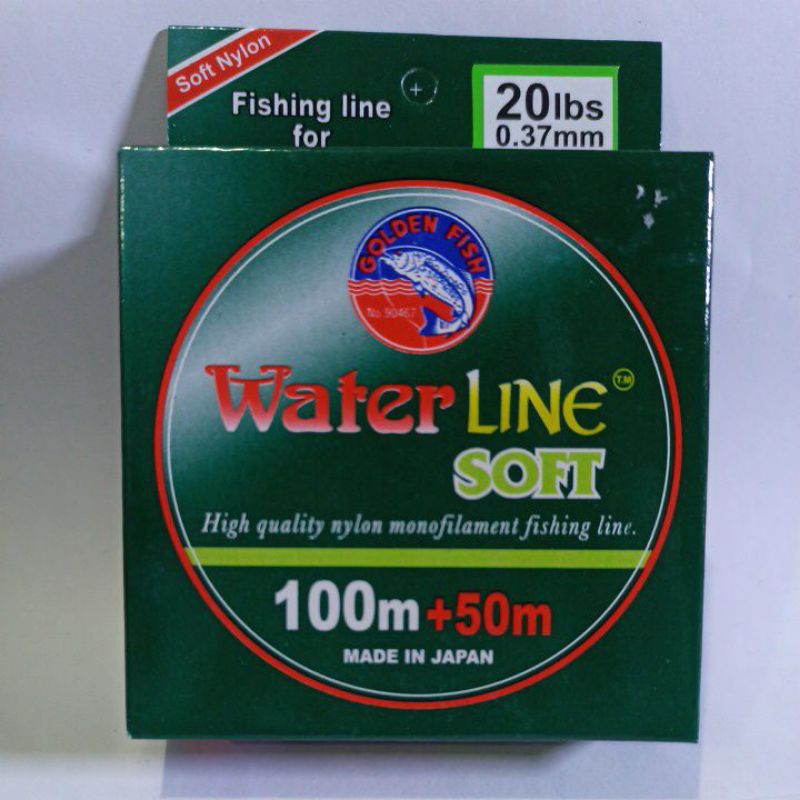 Soft Nylon
Fishing line
for
20lbs
0.37mm
GOLDEN FISH
No 90467
Water LINE T.M
SOFT
High quality nylon monofilament fishing line.
100m +50m
MADE IN JAPAN